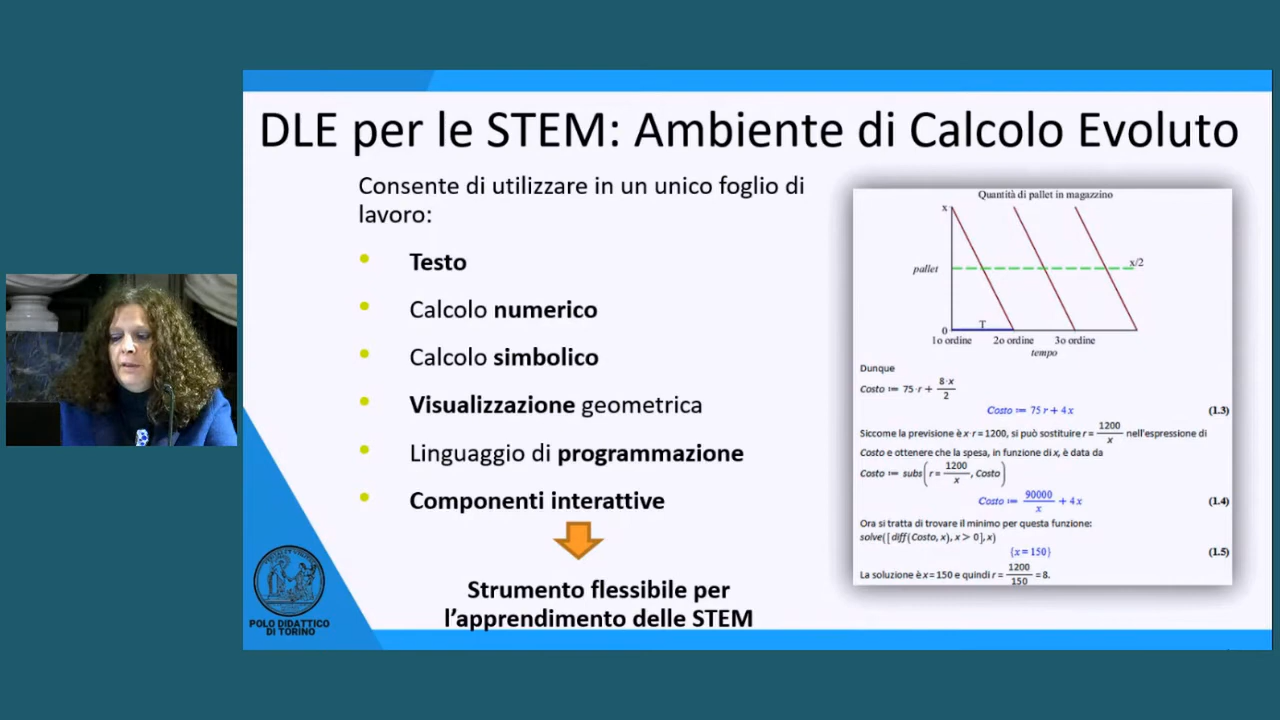 DLE per le STEM: Ambiente di Calcolo Evoluto
Consente di utilizzare in un unico foglio di
lavoro:
• Testo
• Calcolo numerico
• Calcolo simbolico
• Visualizzazione geometrica
• Linguaggio di programmazione
• Componenti interattive
Strumento flessibile per
l'apprendimento delle STEM
POLO DIDATTICO
DI TORINO
Quantità di pallet in magazzino
x
pallet
x/2
T
0
1o ordine 2o ordine 3o ordine
tempo
Dunque
Costo := 75·r + 8·x/2
Costo := 75 r + 4 x (1.3)
Siccome la previsione è x·r = 1200, si può sostituire r = 1200/x nell'espressione di
Costo e ottenere che la spesa, in funzione di x, è data da
Costo := subs(r = 1200/x, Costo)
Costo := 90000/x + 4 x (1.4)
Ora si tratta di trovare il minimo per questa funzione:
solve([diff(Costo, x), x > 0], x)
{x = 150} (1.5)
La soluzione è x = 150 e quindi r = 1200/150 = 8.